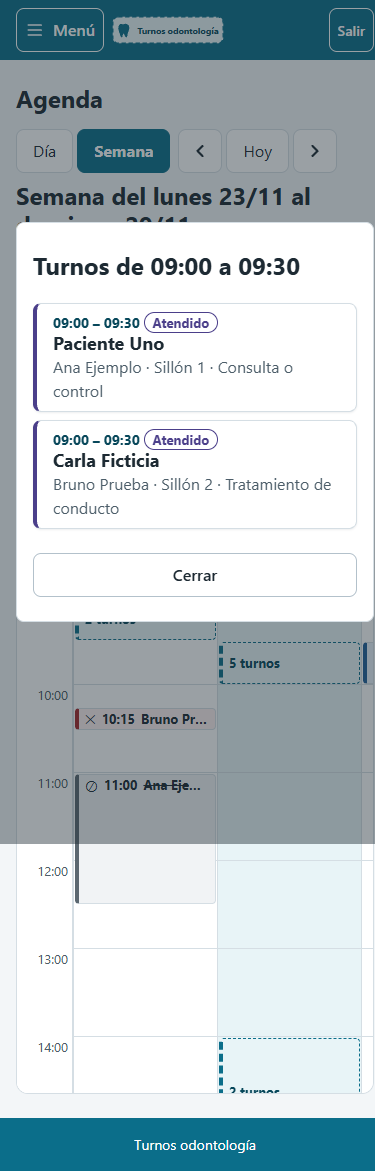 Menú
Turnos odontología
Salir
Agenda
Día
Semana
Hoy
Semana del lunes 23/11 al
Turnos de 09:00 a 09:30
09:00 – 09:30 Atendido
Paciente Uno
Ana Ejemplo · Sillón 1 · Consulta o
control
09:00 – 09:30 Atendido
Carla Ficticia
Bruno Prueba · Sillón 2 · Tratamiento de
conducto
Cerrar
5 turnos
10:00
10:15 Bruno Pr...
11:00
11:00 Ana Eje...
12:00
13:00
14:00
Turnos odontología